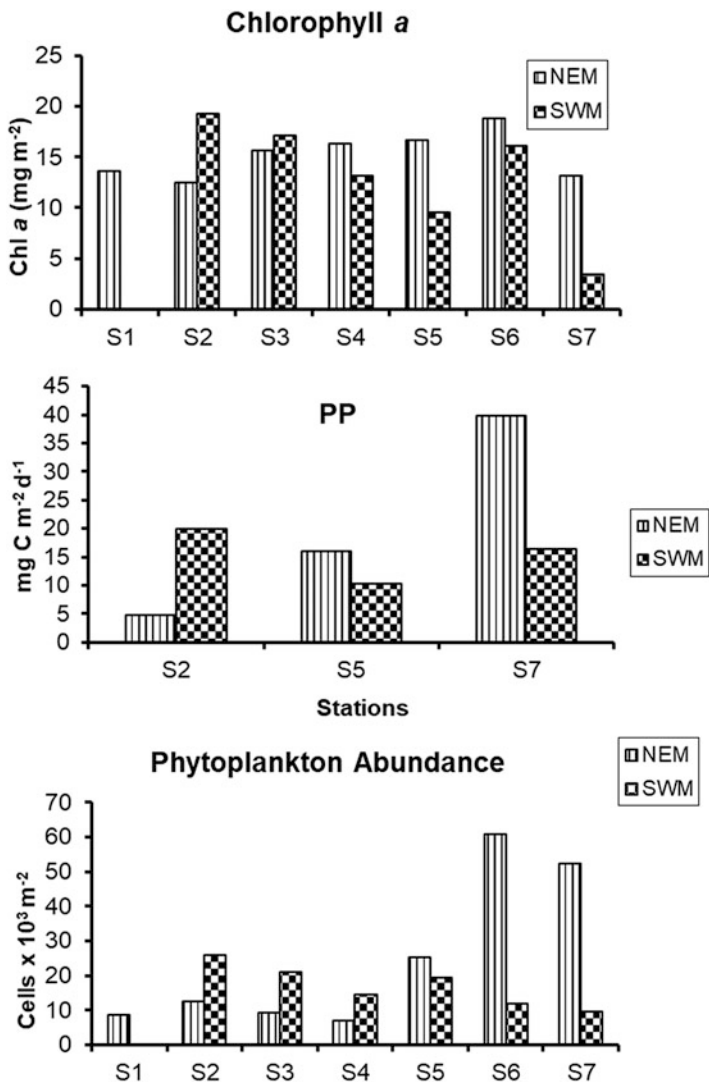 Chlorophyll a
25
20
15
10
5
0
Chl a (mg m-2)
NEM
SWM
S1 S2 S3 S4 S5 S6 S7
PP
45
40
35
30
25
20
15
10
5
0
mg C m-2 d-1
NEM
SWM
S2 S5 S7
Stations
Phytoplankton Abundance
NEM
SWM
70
60
50
40
30
20
10
0
Cells x 103 m-2
S1 S2 S3 S4 S5 S6 S7